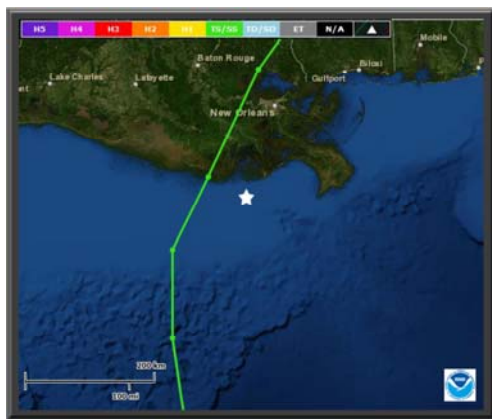 H5 H4 H3 H2 H1 TS/SS TD/SD ET N/A
Mobile
Biloxi
Baton Rouge
Lake Charles
Lafayette
Gulfport
New Orleans
200 km
100 mi